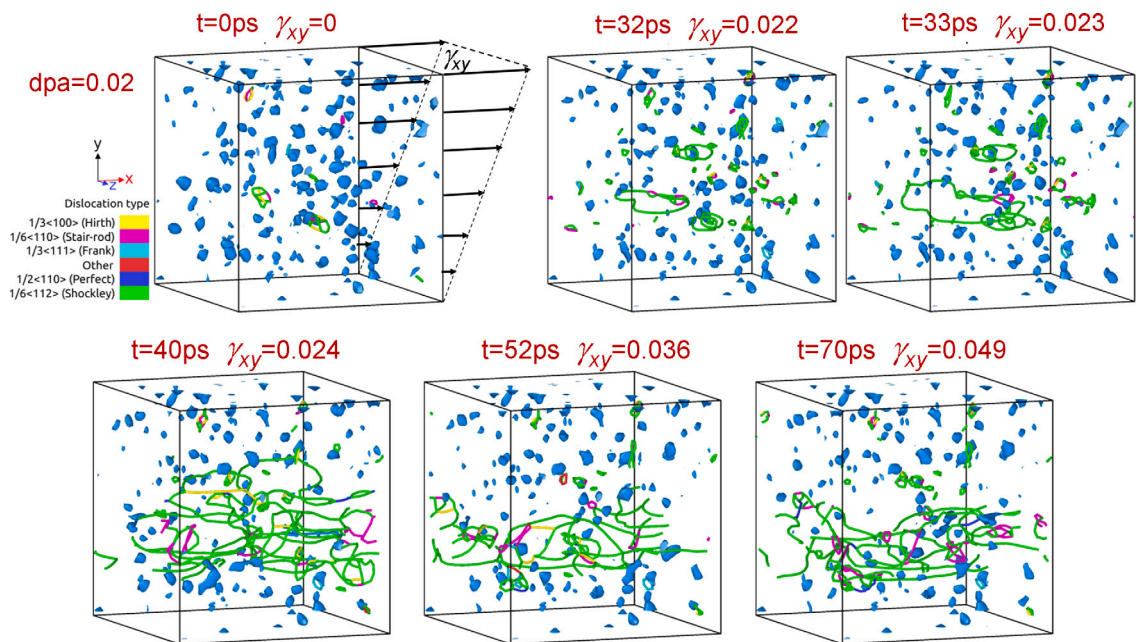 t=0ps γxy=0
t=32ps γxy=0.022
t=33ps γxy=0.023
γxy
dpa=0.02
y
x
z
Dislocation type
1/3<100> (Hirth)
1/6<110> (Stair-rod)
1/3<111> (Frank)
Other
1/2<110> (Perfect)
1/6<112> (Shockley)
t=40ps γxy=0.024
t=52ps γxy=0.036
t=70ps γxy=0.049